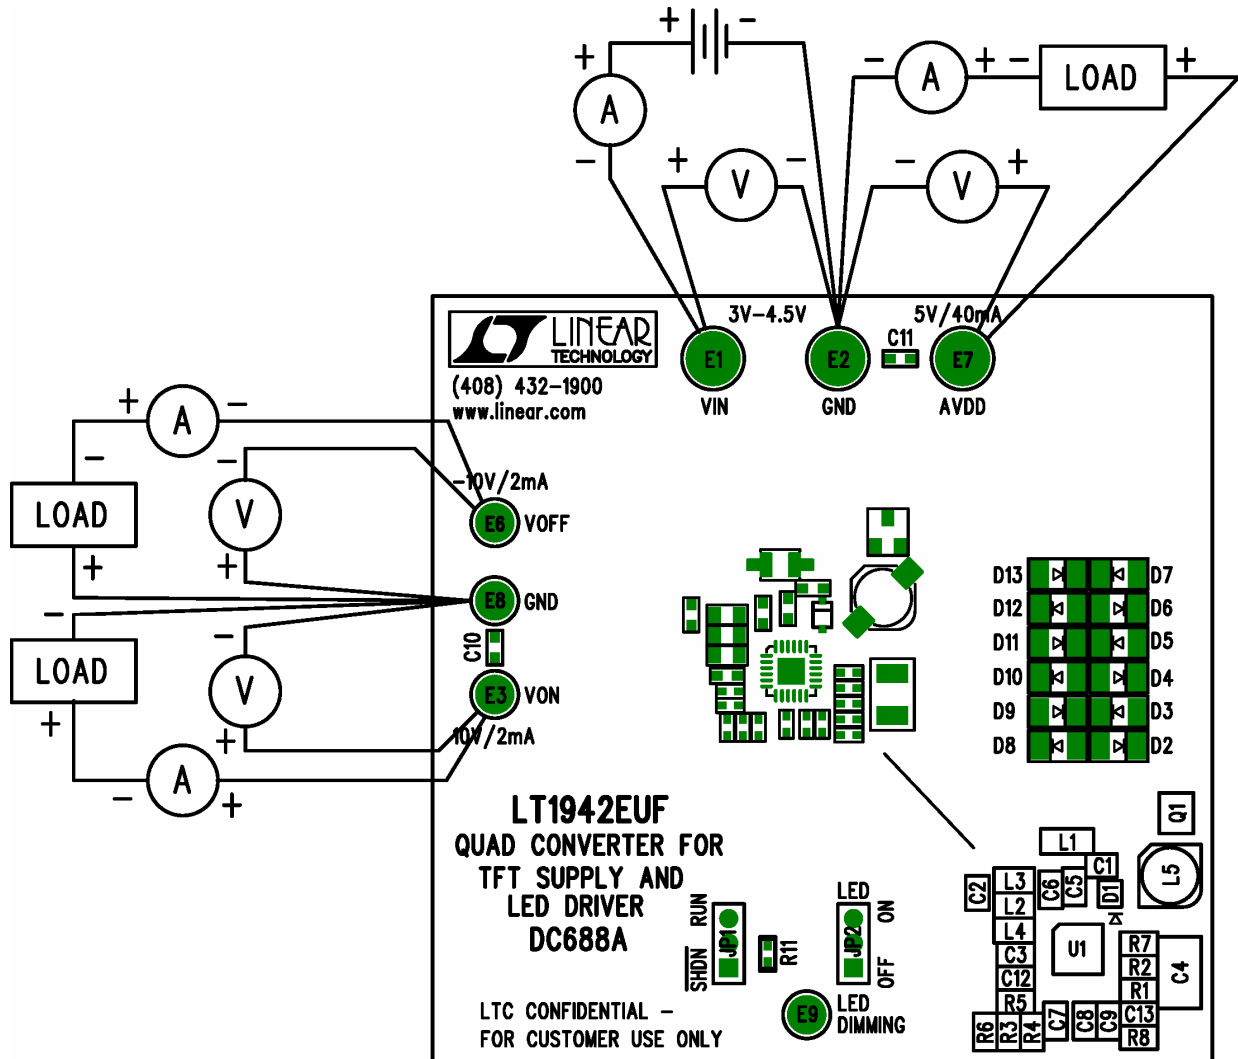 + -
+ A -
- A + - LOAD +
+ V -
- V +
3V-4.5V 5V/40mA
LINEAR
TECHNOLOGY
(408) 432-1900
www.linear.com
E1 E2 C11 E7
VIN GND AVDD
+ A -
- LOAD +
- V +
-10V/2mA
E6 VOFF
E8 GND
C10
- LOAD +
- V +
E3 VON
10V/2mA
- A +
D13 D7
D12 D6
D11 D5
D10 D4
D9 D3
D8 D2
LT1942EUF
QUAD CONVERTER FOR
TFT SUPPLY AND
LED DRIVER
DC688A
LTC CONFIDENTIAL -
FOR CUSTOMER USE ONLY
RUN
JP1
SHDN
R11
LED
ON
JP2
OFF
E9 LED
DIMMING
Q1
L1
C1
L5
C2
L3
C6
C5
D1
L2
L4
U1
C3
C12
R5
R7
R2
R1
C4
R6
R3
R4
C7
C8
C9
C13
R8